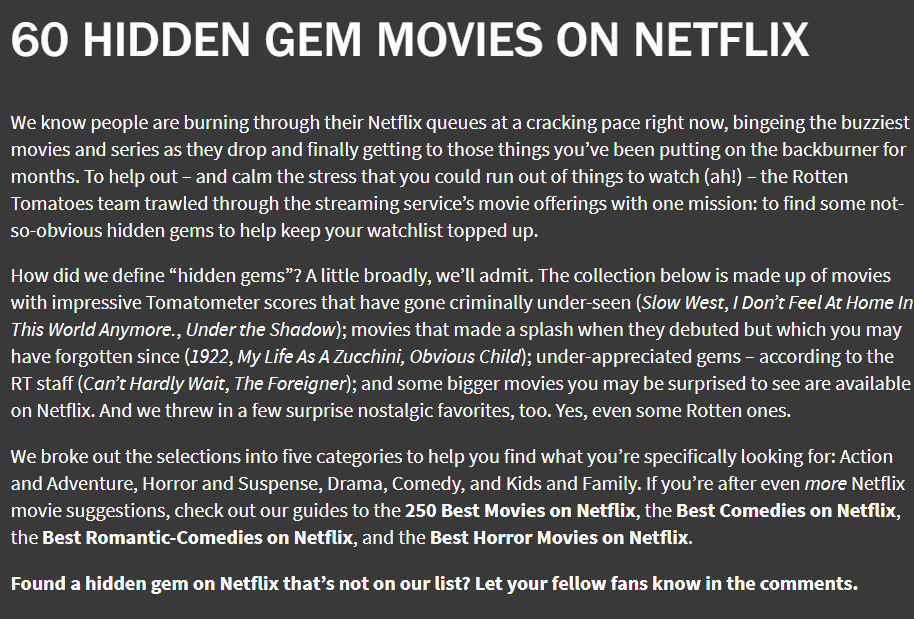 60 HIDDEN GEM MOVIES ON NETFLIX
We know people are burning through their Netflix queues at a cracking pace right now, bingeing the buzziest
movies and series as they drop and finally getting to those things you’ve been putting on the backburner for
months. To help out – and calm the stress that you could run out of things to watch (ah!) – the Rotten
Tomatoes team trawled through the streaming service’s movie offerings with one mission: to find some not-
so-obvious hidden gems to help keep your watchlist topped up.
How did we define “hidden gems”? A little broadly, we’ll admit. The collection below is made up of movies
with impressive Tomatometer scores that have gone criminally under-seen (Slow West, I Don’t Feel At Home In
This World Anymore., Under the Shadow); movies that made a splash when they debuted but which you may
have forgotten since (1922, My Life As A Zucchini, Obvious Child); under-appreciated gems – according to the
RT staff (Can’t Hardly Wait, The Foreigner); and some bigger movies you may be surprised to see are available
on Netflix. And we threw in a few surprise nostalgic favorites, too. Yes, even some Rotten ones.
We broke out the selections into five categories to help you find what you’re specifically looking for: Action
and Adventure, Horror and Suspense, Drama, Comedy, and Kids and Family. If you’re after even more Netflix
movie suggestions, check out our guides to the 250 Best Movies on Netflix, the Best Comedies on Netflix,
the Best Romantic-Comedies on Netflix, and the Best Horror Movies on Netflix.
Found a hidden gem on Netflix that’s not on our list? Let your fellow fans know in the comments.